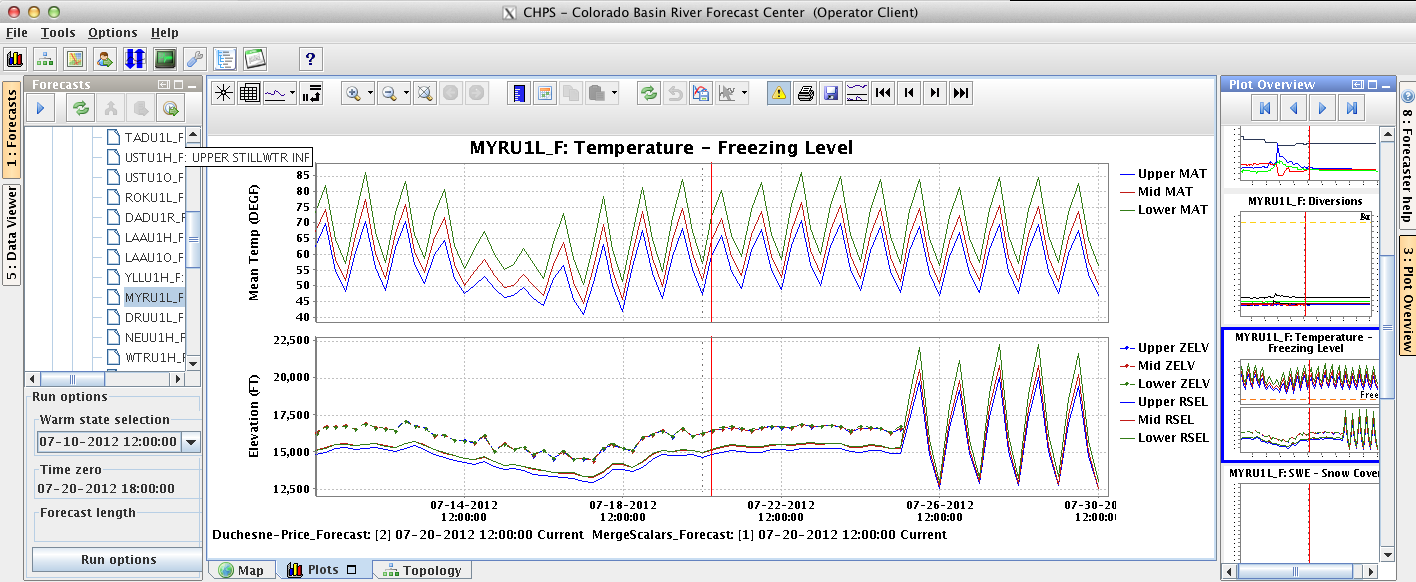 CHPS - Colorado Basin River Forecast Center (Operator Client)
File Tools Options Help
?
1 : Forecasts
5 : Data Viewer
Forecasts
TADU1L_F
USTU1H_F: UPPER STILLWTR INF
USTU1O_F
ROKU1L_F
DADU1R_F
LAAU1H_F
LAAU1O_F
YLLU1H_F:
MYRU1L_F
DRUU1L_F
NEUU1H_F
WTRU1H_F
Run options
Warm state selection
07-10-2012 12:00:00
Time zero
07-20-2012 18:00:00
Forecast length
Run options
MYRU1L_F: Temperature - Freezing Level
Mean Temp (DEGF)
85
80
75
70
65
60
55
50
45
40
Upper MAT
Mid MAT
Lower MAT
Elevation (FT)
22,500
20,000
17,500
15,000
12,500
Upper ZELV
Mid ZELV
Lower ZELV
Upper RSEL
Mid RSEL
Lower RSEL
07-14-2012 07-18-2012 07-22-2012 07-26-2012 07-30-20
12:00:00 12:00:00 12:00:00 12:00:00 12:00:0
Duchesne-Price_Forecast: [2] 07-20-2012 12:00:00 Current MergeScalars_Forecast: [1] 07-20-2012 12:00:00 Current
Map Plots Topology
Plot Overview
MYRU1L_F: Diversions
MYRU1L_F: Temperature -
Freezing Level
Free
MYRU1L_F: SWE - Snow Cover
8 : Forecaster help
3 : Plot Overview